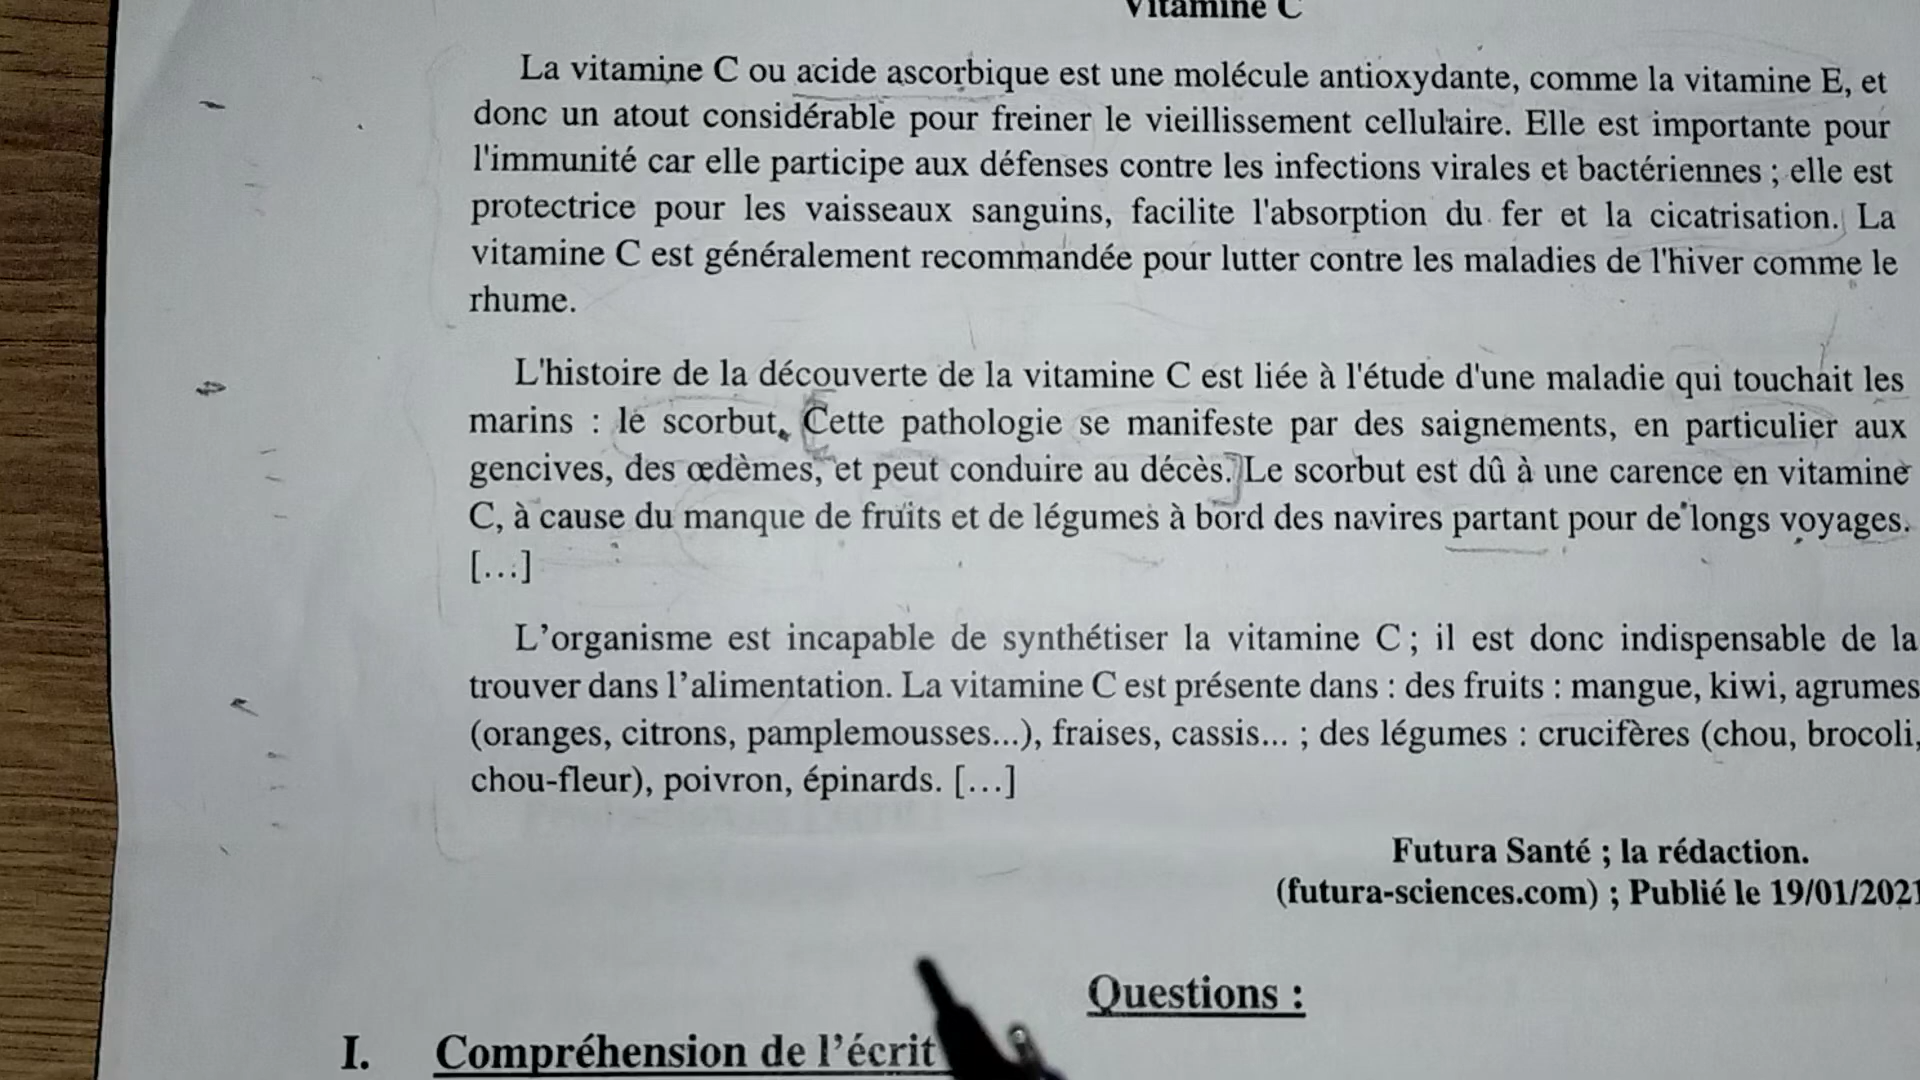 Vitamine C
La vitamine C ou acide ascorbique est une molécule antioxydante, comme la vitamine E, et
donc un atout considérable pour freiner le vieillissement cellulaire. Elle est importante pour
l'immunité car elle participe aux défenses contre les infections virales et bactériennes ; elle est
protectrice pour les vaisseaux sanguins, facilite l'absorption du fer et la cicatrisation. La
vitamine C est généralement recommandée pour lutter contre les maladies de l'hiver comme le
rhume.
L'histoire de la découverte de la vitamine C est liée à l'étude d'une maladie qui touchait les
marins : le scorbut. Cette pathologie se manifeste par des saignements, en particulier aux
gencives, des œdèmes, et peut conduire au décès. Le scorbut est dû à une carence en vitamine
C, à cause du manque de fruits et de légumes à bord des navires partant pour de longs voyages.
[…]
L’organisme est incapable de synthétiser la vitamine C ; il est donc indispensable de la
trouver dans l’alimentation. La vitamine C est présente dans : des fruits : mangue, kiwi, agrumes
(oranges, citrons, pamplemousses...), fraises, cassis... ; des légumes : crucifères (chou, brocoli,
chou-fleur), poivron, épinards. […]
Futura Santé ; la rédaction.
(futura-sciences.com) ; Publié le 19/01/2021
Questions :
I. Compréhension de l’écrit